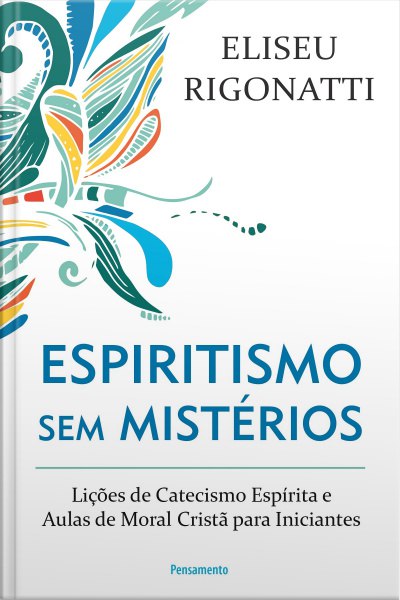 ELISEU
RIGONATTI
ESPIRITISMO
SEM MISTÉRIOS
Lições de Catecismo Espírita e
Aulas de Moral Cristã para Iniciantes
Pensamento